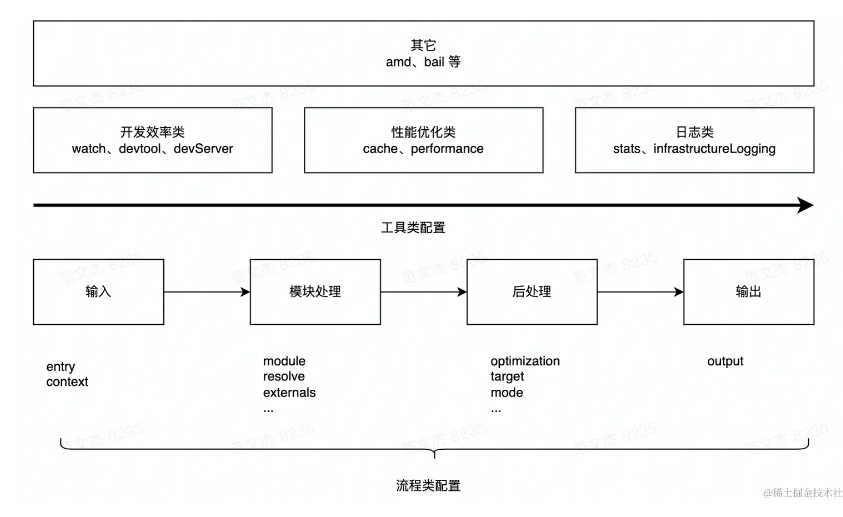 其它
amd、bail 等
开发效率类
watch、devtool、devServer
性能优化类
cache、performance
日志类
stats、infrastructureLogging
工具类配置
输入
模块处理
后处理
输出
entry
context
module
resolve
externals
...
optimization
target
mode
...
output
流程类配置
@稀土掘金技术社
范文杰 8235